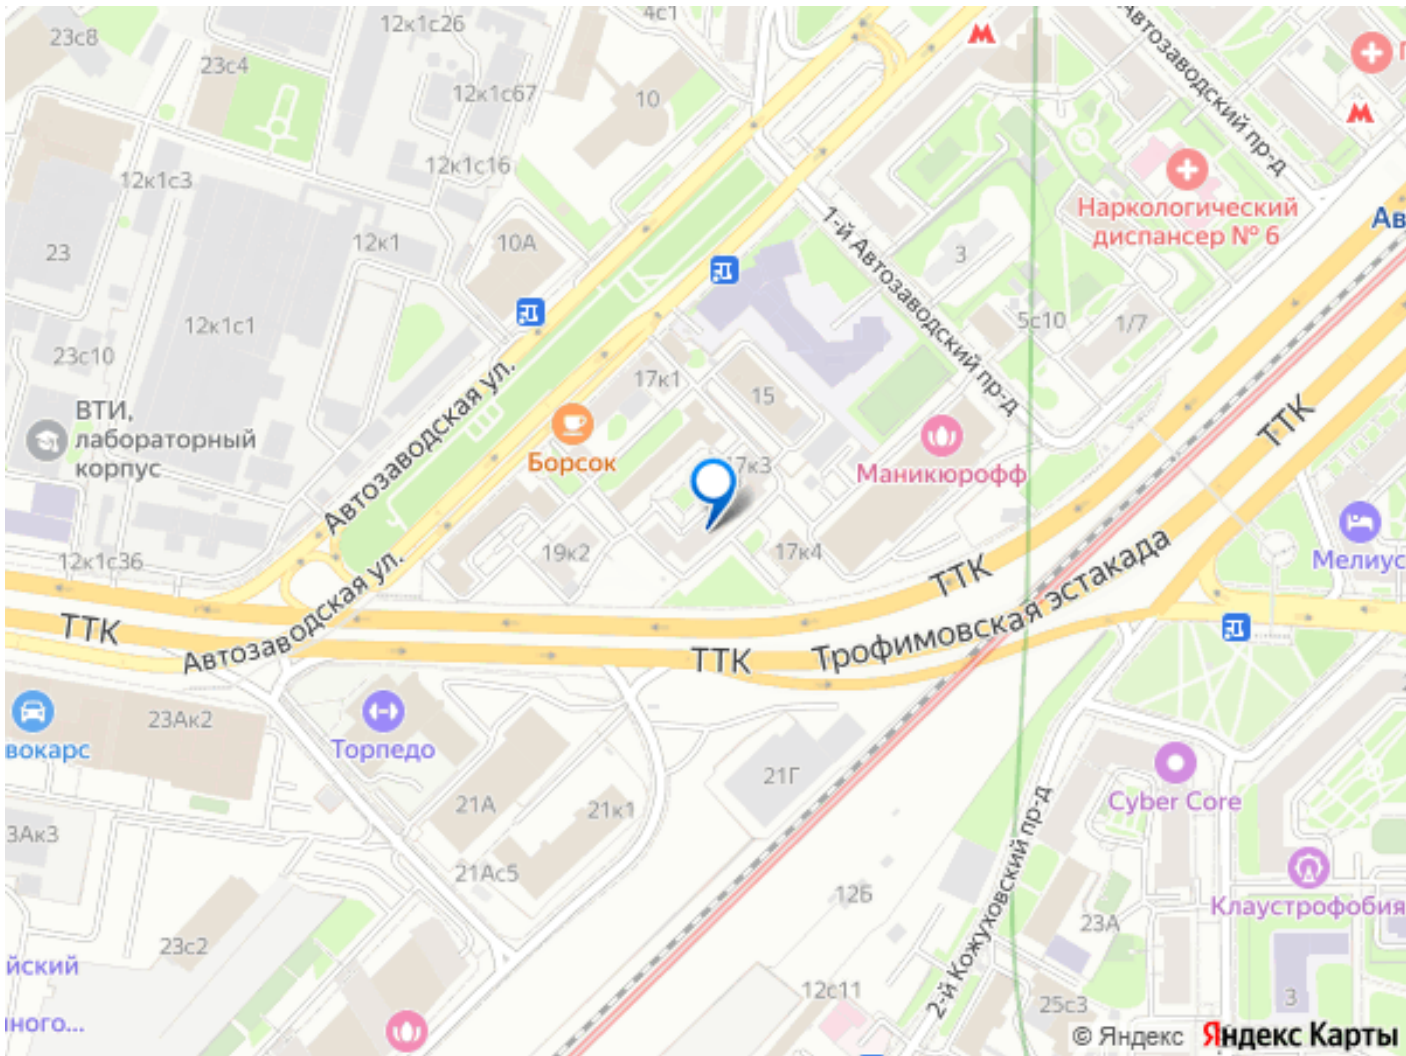 23с8
12к1с26
4с1
23с4
12к1с67
10
Автозаводский пр-д
12к1с16
12к1с3
Наркологический
диспансер № 6
12к1
10А
23
3
1-й Автозаводский пр-д
Ав
12к1с1
5с10
1/7
23с10
17к1
15
Автозаводская ул.
ВТИ,
лабораторный
корпус
Борсок
17к3
Маникюрофф
ТТК
12к1с36
19к2
17к4
Мелиус
ТТК
ТТК
Автозаводская ул.
ТТК
Трофимовская эстакада
23Ак2
вокарс
Торпедо
21А
21Г
21к1
Cyber Core
3Ак3
21Ас5
12Б
2-й Кожуховский пр-д
Клаустрофобия
23А
23с2
йский
12с11
25с3
3
ного...
© Яндекс
Яндекс Карты